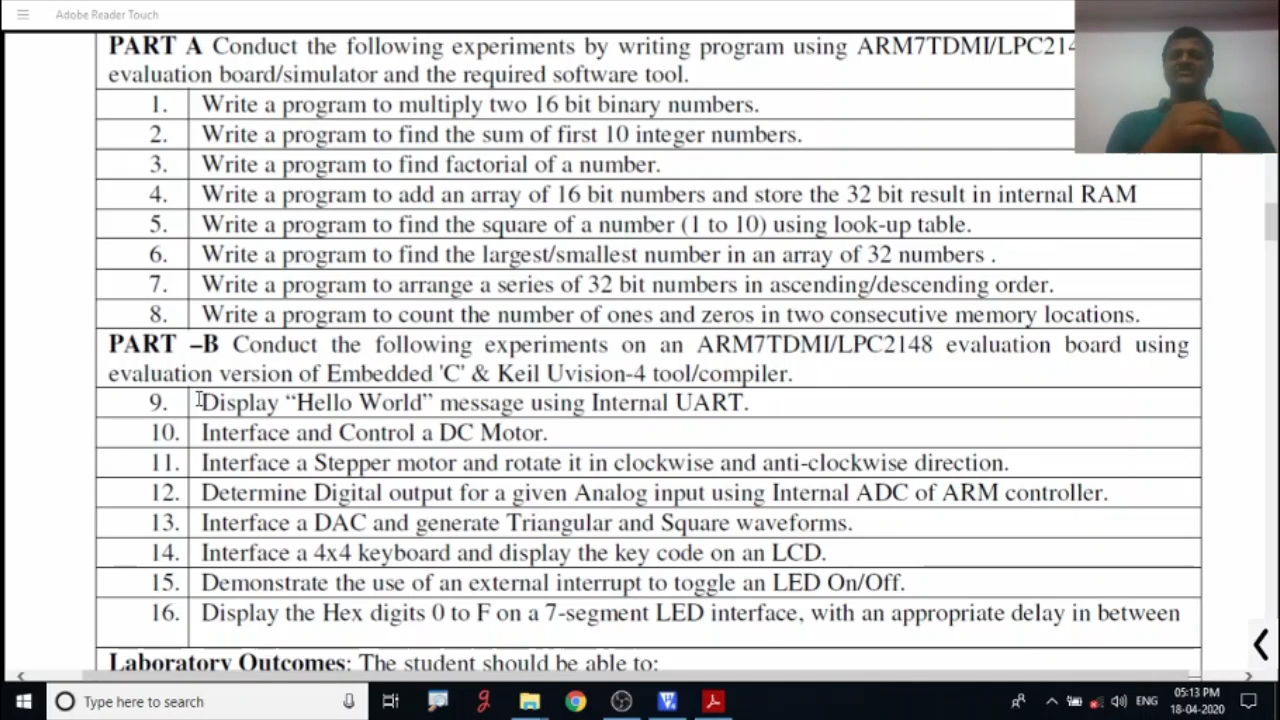 Adobe Reader Touch
PART A Conduct the following experiments by writing program using ARM7TDMI/LPC214
evaluation board/simulator and the required software tool.
1. Write a program to multiply two 16 bit binary numbers.
2. Write a program to find the sum of first 10 integer numbers.
3. Write a program to find factorial of a number.
4. Write a program to add an array of 16 bit numbers and store the 32 bit result in internal RAM
5. Write a program to find the square of a number (1 to 10) using look-up table.
6. Write a program to find the largest/smallest number in an array of 32 numbers .
7. Write a program to arrange a series of 32 bit numbers in ascending/descending order.
8. Write a program to count the number of ones and zeros in two consecutive memory locations.
PART –B Conduct the following experiments on an ARM7TDMI/LPC2148 evaluation board using
evaluation version of Embedded 'C' & Keil Uvision-4 tool/compiler.
9. Display “Hello World” message using Internal UART.
10. Interface and Control a DC Motor.
11. Interface a Stepper motor and rotate it in clockwise and anti-clockwise direction.
12. Determine Digital output for a given Analog input using Internal ADC of ARM controller.
13. Interface a DAC and generate Triangular and Square waveforms.
14. Interface a 4x4 keyboard and display the key code on an LCD.
15. Demonstrate the use of an external interrupt to toggle an LED On/Off.
16. Display the Hex digits 0 to F on a 7-segment LED interface, with an appropriate delay in between
Laboratory Outcomes: The student should be able to:
Type here to search
ENG
05:13 PM
18-04-2020